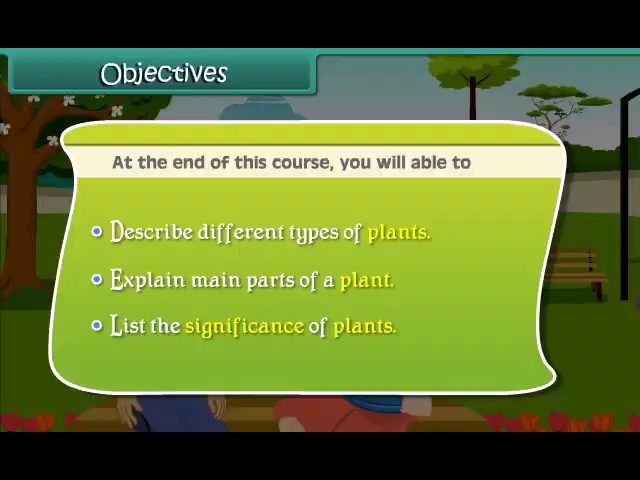 Objectives
At the end of this course, you will able to
Describe different types of plants.
Explain main parts of a plant.
List the significance of plants.